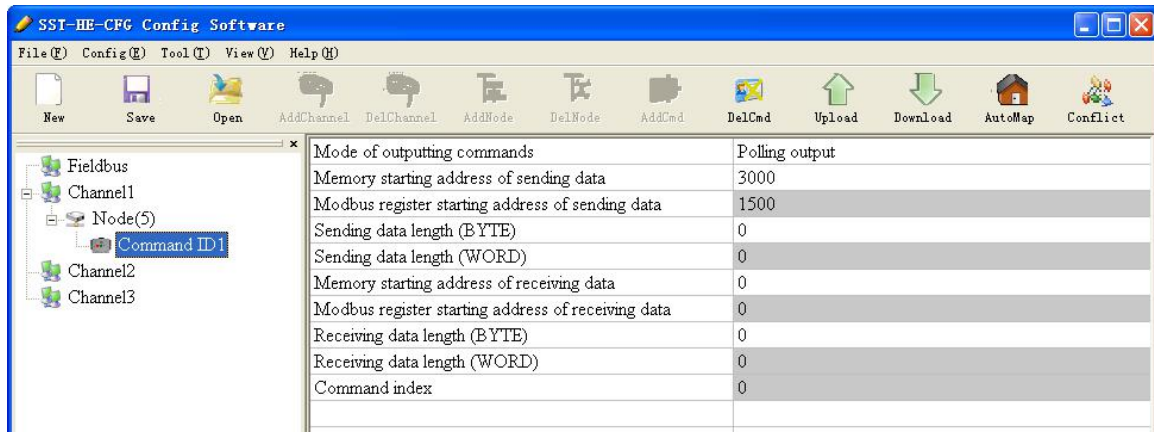 SST-HE-CFG Config Software
File(F) Config(E) Tool(T) View(V) Help(H)
New Save Open AddChannel DelChannel AddNode DelNode AddCmd DelCmd Upload Download AutoMap Conflict
Fieldbus
Channel1
Node(5)
Command ID1
Channel2
Channel3
Mode of outputting commands Polling output
Memory starting address of sending data 3000
Modbus register starting address of sending data 1500
Sending data length (BYTE) 0
Sending data length (WORD) 0
Memory starting address of receiving data 0
Modbus register starting address of receiving data 0
Receiving data length (BYTE) 0
Receiving data length (WORD) 0
Command index 0